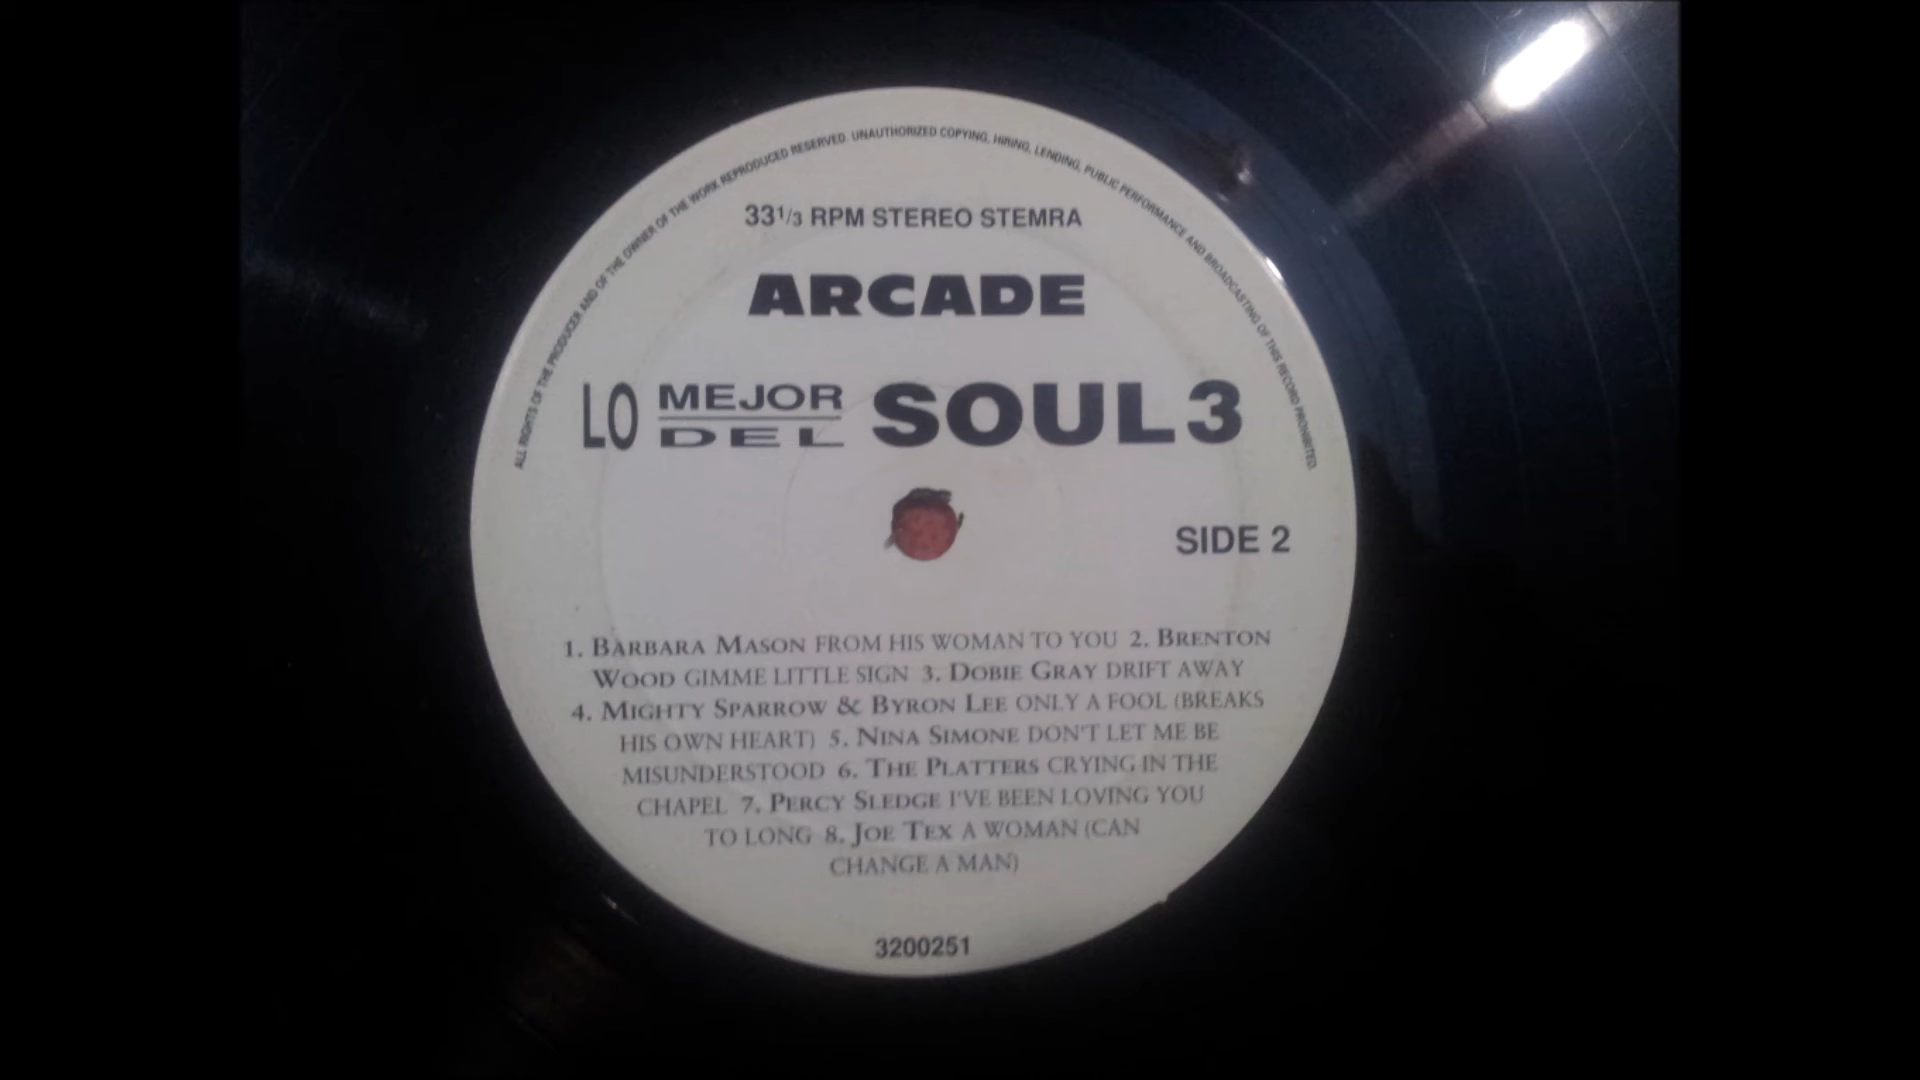 ALL RIGHTS OF THE PRODUCER AND OF THE OWNER OF THE WORK REPRODUCED RESERVED. UNAUTHORIZED COPYING, HIRING, LENDING, PUBLIC PERFORMANCE AND BROADCASTING OF THIS RECORD PROHIBITED.
33 1/3 RPM STEREO STEMRA
ARCADE
LO MEJOR DEL SOUL 3
SIDE 2
1. BARBARA MASON FROM HIS WOMAN TO YOU 2. BRENTON
WOOD GIMME LITTLE SIGN 3. DOBIE GRAY DRIFT AWAY
4. MIGHTY SPARROW & BYRON LEE ONLY A FOOL (BREAKS
HIS OWN HEART) 5. NINA SIMONE DON'T LET ME BE
MISUNDERSTOOD 6. THE PLATTERS CRYING IN THE
CHAPEL 7. PERCY SLEDGE I'VE BEEN LOVING YOU
TO LONG 8. JOE TEX A WOMAN (CAN
CHANGE A MAN)
3200251